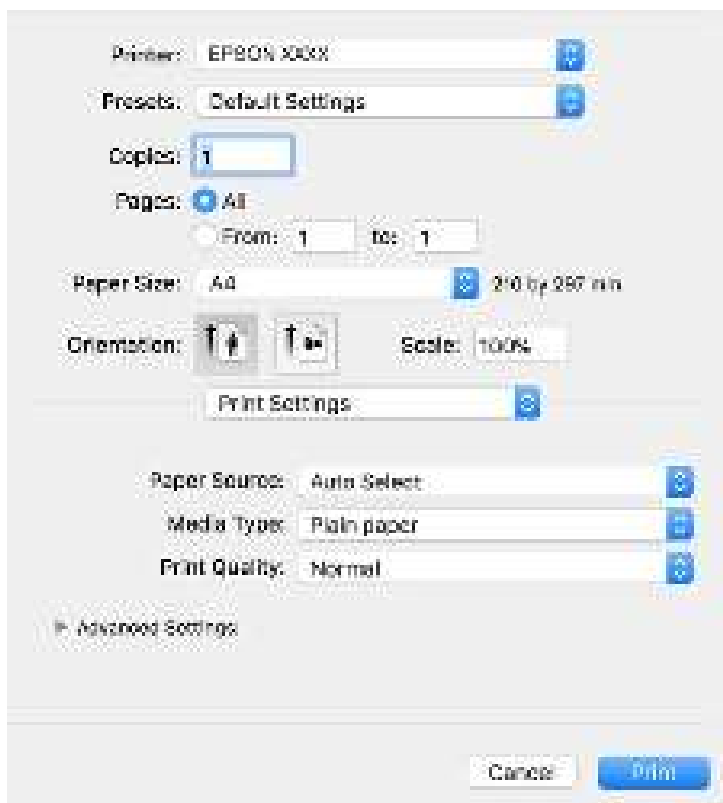 Printer: EPSON XXXX
Presets: Default Settings
Copies: 1
Pages: All
From: 1 to: 1
Paper Size: A4 210 by 297 mm
Orientation: Scale: 100%
Print Settings
Paper Source: Auto Select
Media Type: Plain paper
Print Quality: Normal
Advanced Settings
Cancel Print